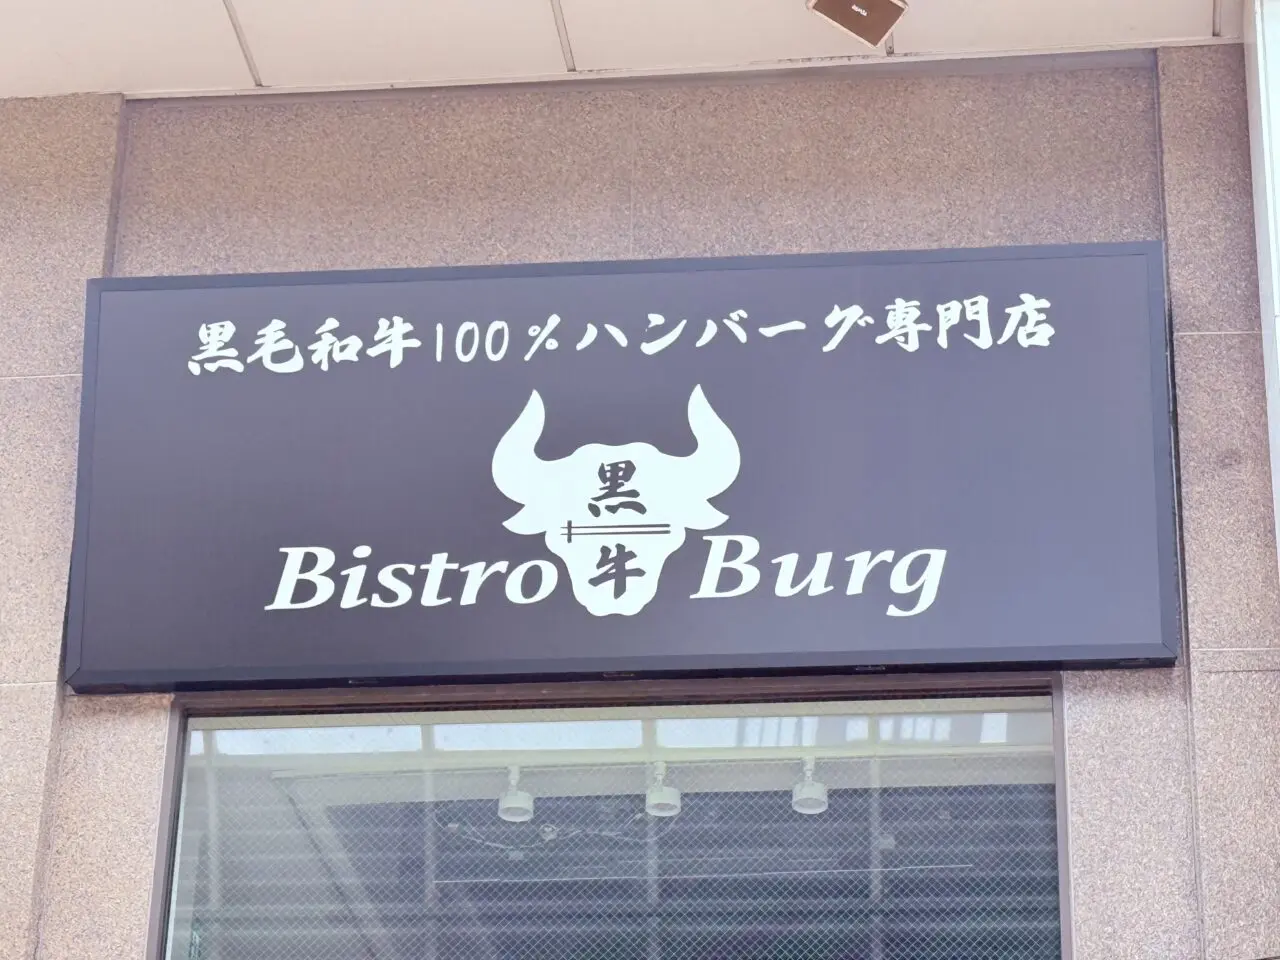 黒毛和牛100%ハンバーグ専門店
黒
牛
Bistro Burg